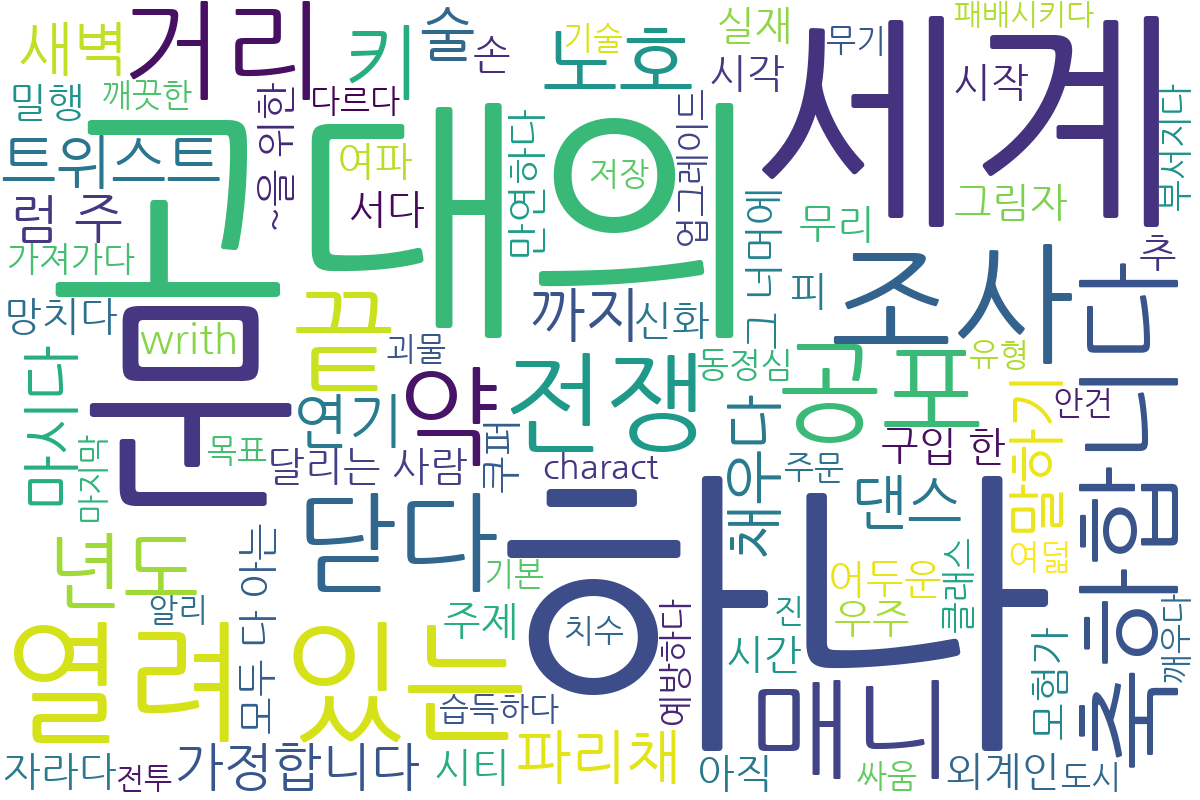 새벽
거리
키
술
손
기술
보호
실재
시각
무기
패배시키다
시작
세계
밀행
깨끗한
~을 위한
다르다
고대의
트위스트
여파
만연하다
저장
업그레이드
부서지다
럼 주
서다
그 너머에
무리
그림자
가져가다
추
망치다
문
끝
까지
신화
피
조사
writh
괴물
동정심
공포
유형
축하합니다
마시다
약
전쟁
말하기
안건
연기
목표
달리는 사람
쿠퍼
charact
채우다
주문
구입 한
마지막
닫다
하나
댄스
년도
모두 다 아는
기본
어두운
클래스
여덟
알리
주제
치수
예방하다
진
우주
깨우다
열려 있는
시간
모험가
습득하다
매니
자라다
전투
가정합니다
시티
파리채
아직
싸움
외계인
도시